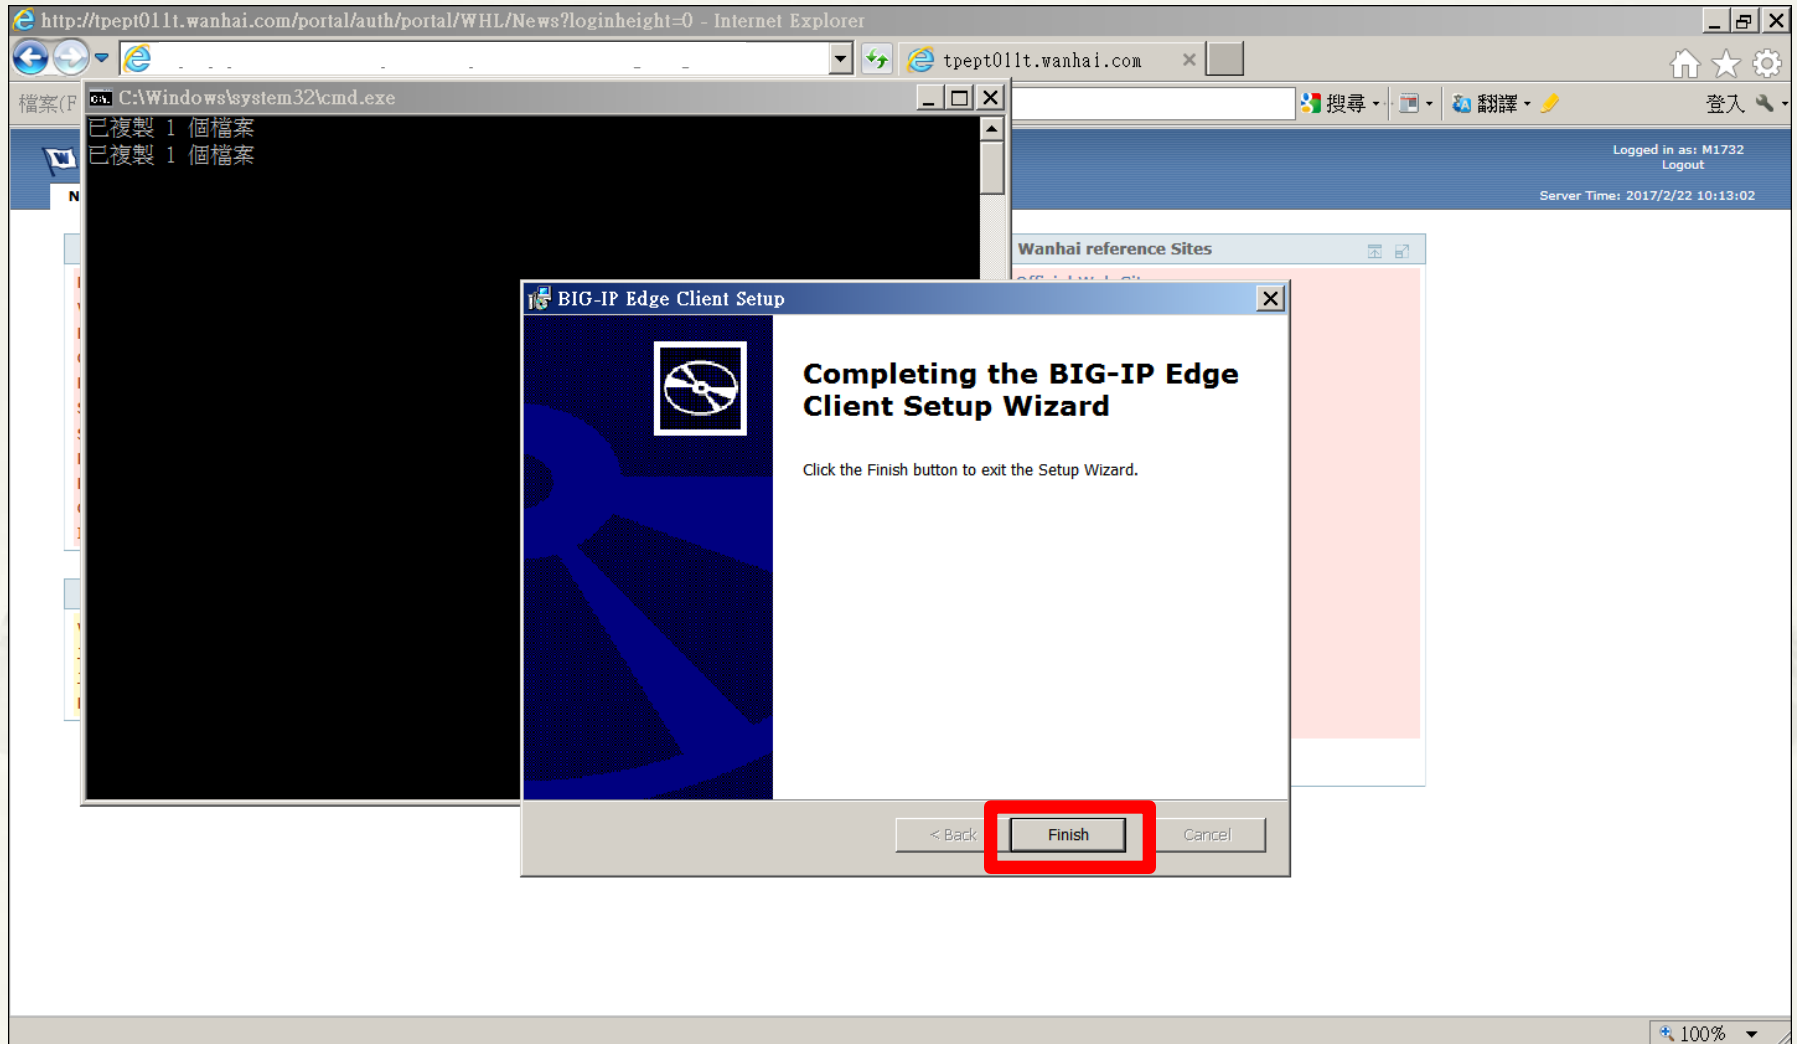 http://tpept011t.wanhai.com/portal/auth/portal/WHL/News?loginheight=0 - Internet Explorer
tpept011t.wanhai.com
檔案(F
C:\Windows\system32\cmd.exe
搜尋
翻譯
登入
已複製 1 個檔案
已複製 1 個檔案
Logged in as: M1732
Logout
N
Server Time: 2017/2/22 10:13:02
Wanhai reference Sites
BIG-IP Edge Client Setup
Completing the BIG-IP Edge
Client Setup Wizard
Click the Finish button to exit the Setup Wizard.
< Back
Finish
Cancel
100%